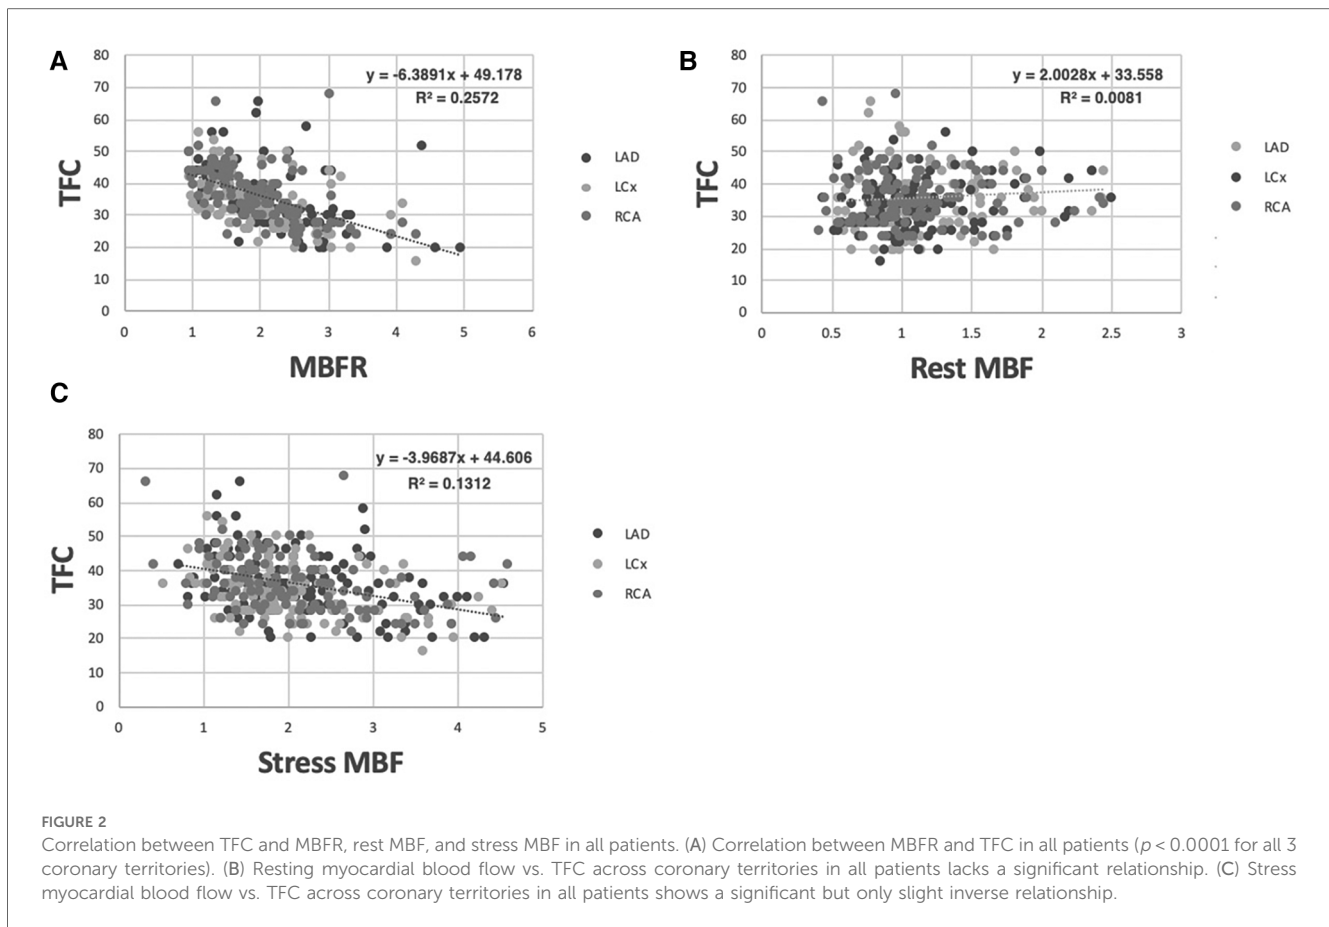 A
80
70
60
50
40
30
20
10
0
TFC
y = -6.3891x + 49.178
R² = 0.2572
0 1 2 3 4 5 6
MBFR
LAD
LCx
RCA
B
80
70
60
50
40
30
20
10
0
TFC
y = 2.0028x + 33.558
R² = 0.0081
0 0.5 1 1.5 2 2.5 3
Rest MBF
LAD
LCx
RCA
C
80
70
60
50
40
30
20
10
0
TFC
y = -3.9687x + 44.606
R² = 0.1312
0 1 2 3 4 5
Stress MBF
LAD
LCx
RCA
FIGURE 2
Correlation between TFC and MBFR, rest MBF, and stress MBF in all patients. (A) Correlation between MBFR and TFC in all patients (p < 0.0001 for all 3
coronary territories). (B) Resting myocardial blood flow vs. TFC across coronary territories in all patients lacks a significant relationship. (C) Stress
myocardial blood flow vs. TFC across coronary territories in all patients shows a significant but only slight inverse relationship.